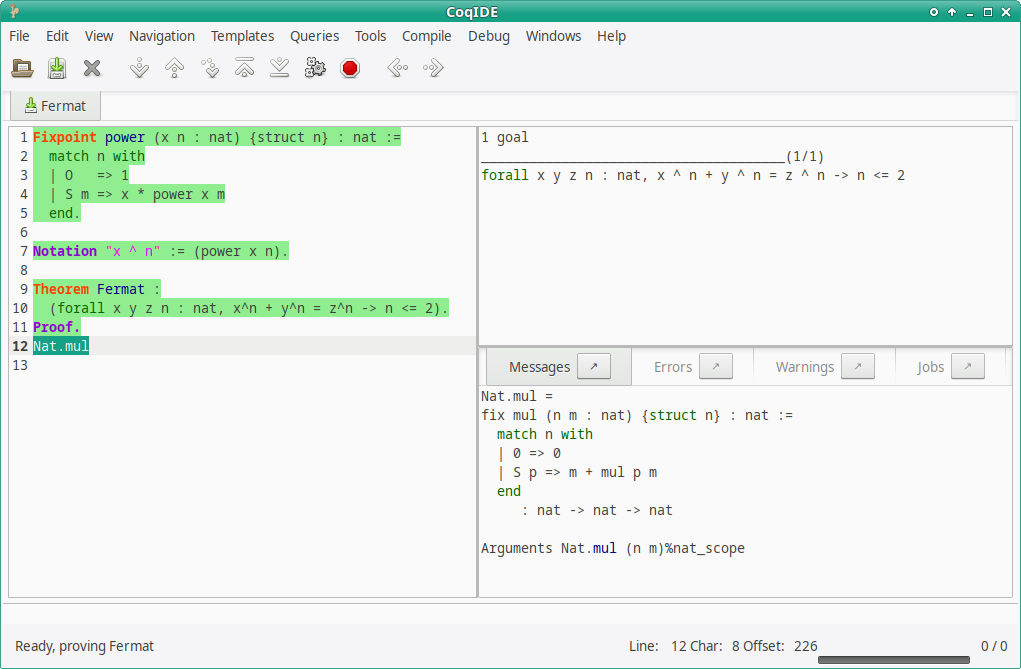 CoqIDE
File Edit View Navigation Templates Queries Tools Compile Debug Windows Help
Fermat
1 Fixpoint power (x n : nat) {struct n} : nat :=
2   match n with
3   | O   => 1
4   | S m => x * power x m
5   end.
6
7 Notation "x ^ n" := (power x n).
8
9 Theorem Fermat :
10   (forall x y z n : nat, x^n + y^n = z^n -> n <= 2).
11 Proof.
12 Nat.mul
13
1 goal
______________________________________(1/1)
forall x y z n : nat, x ^ n + y ^ n = z ^ n -> n <= 2
Messages Errors Warnings Jobs
Nat.mul =
fix mul (n m : nat) {struct n} : nat :=
  match n with
  | 0 => 0
  | S p => m + mul p m
  end
     : nat -> nat -> nat

Arguments Nat.mul (n m)%nat_scope
Ready, proving Fermat
Line: 12 Char: 8 Offset: 226
0 / 0